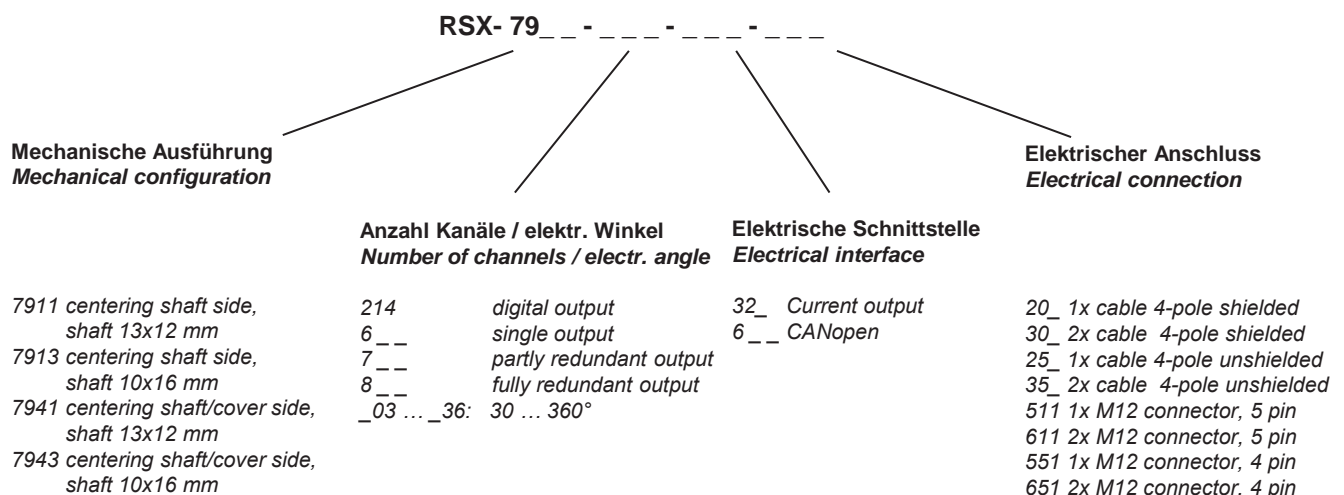 RSX- 79_ _ - _ _ _ - _ _ _ - _ _ _
Mechanische Ausführung
Mechanical configuration
7911 centering shaft side,
shaft 13x12 mm
7913 centering shaft side,
shaft 10x16 mm
7941 centering shaft/cover side,
shaft 13x12 mm
7943 centering shaft/cover side,
shaft 10x16 mm
Anzahl Kanäle / elektr. Winkel
Number of channels / electr. angle
214 digital output
6_ _ single output
7_ _ partly redundant output
8_ _ fully redundant output
_03 … _36: 30 … 360°
Elektrische Schnittstelle
Electrical interface
32_ Current output
6_ _ CANopen
Elektrischer Anschluss
Electrical connection
20_ 1x cable 4-pole shielded
30_ 2x cable 4-pole shielded
25_ 1x cable 4-pole unshielded
35_ 2x cable 4-pole unshielded
511 1x M12 connector, 5 pin
611 2x M12 connector, 5 pin
551 1x M12 connector, 4 pin
651 2x M12 connector, 4 pin